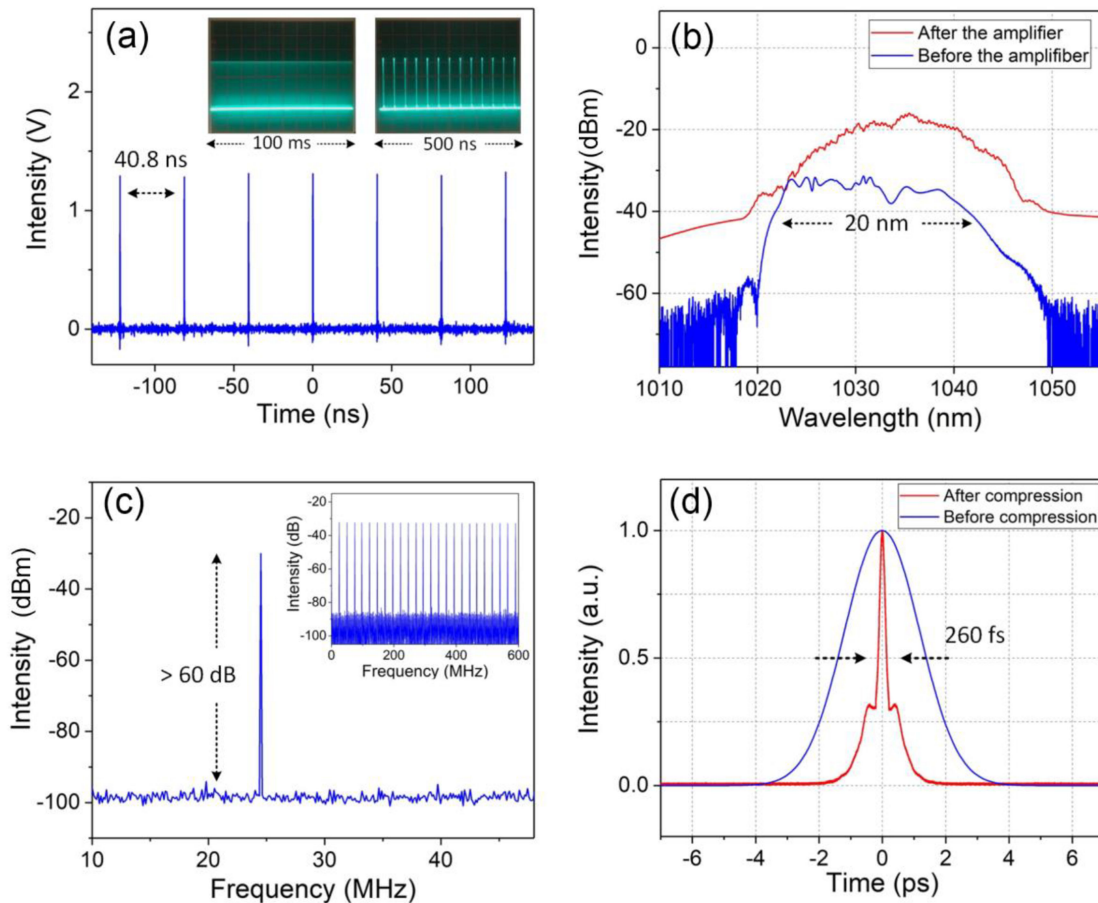 (a)
100 ms
500 ns
40.8 ns
Intensity (V)
2
1
0
-100
-50
0
50
100
Time (ns)
(b)
After the amplifier
Before the amplifiber
20 nm
Intensity(dBm)
0
-20
-40
-60
1010
1020
1030
1040
1050
Wavelength (nm)
(c)
> 60 dB
Intensity (dBm)
-20
-40
-60
-80
-100
10
20
30
40
Frequency (MHz)
Intensity (dB)
-20
-40
-60
-80
-100
0
200
400
600
Frequency (MHz)
(d)
After compression
Before compression
260 fs
Intensity (a.u.)
1.0
0.5
0.0
-6
-4
-2
0
2
4
6
Time (ps)